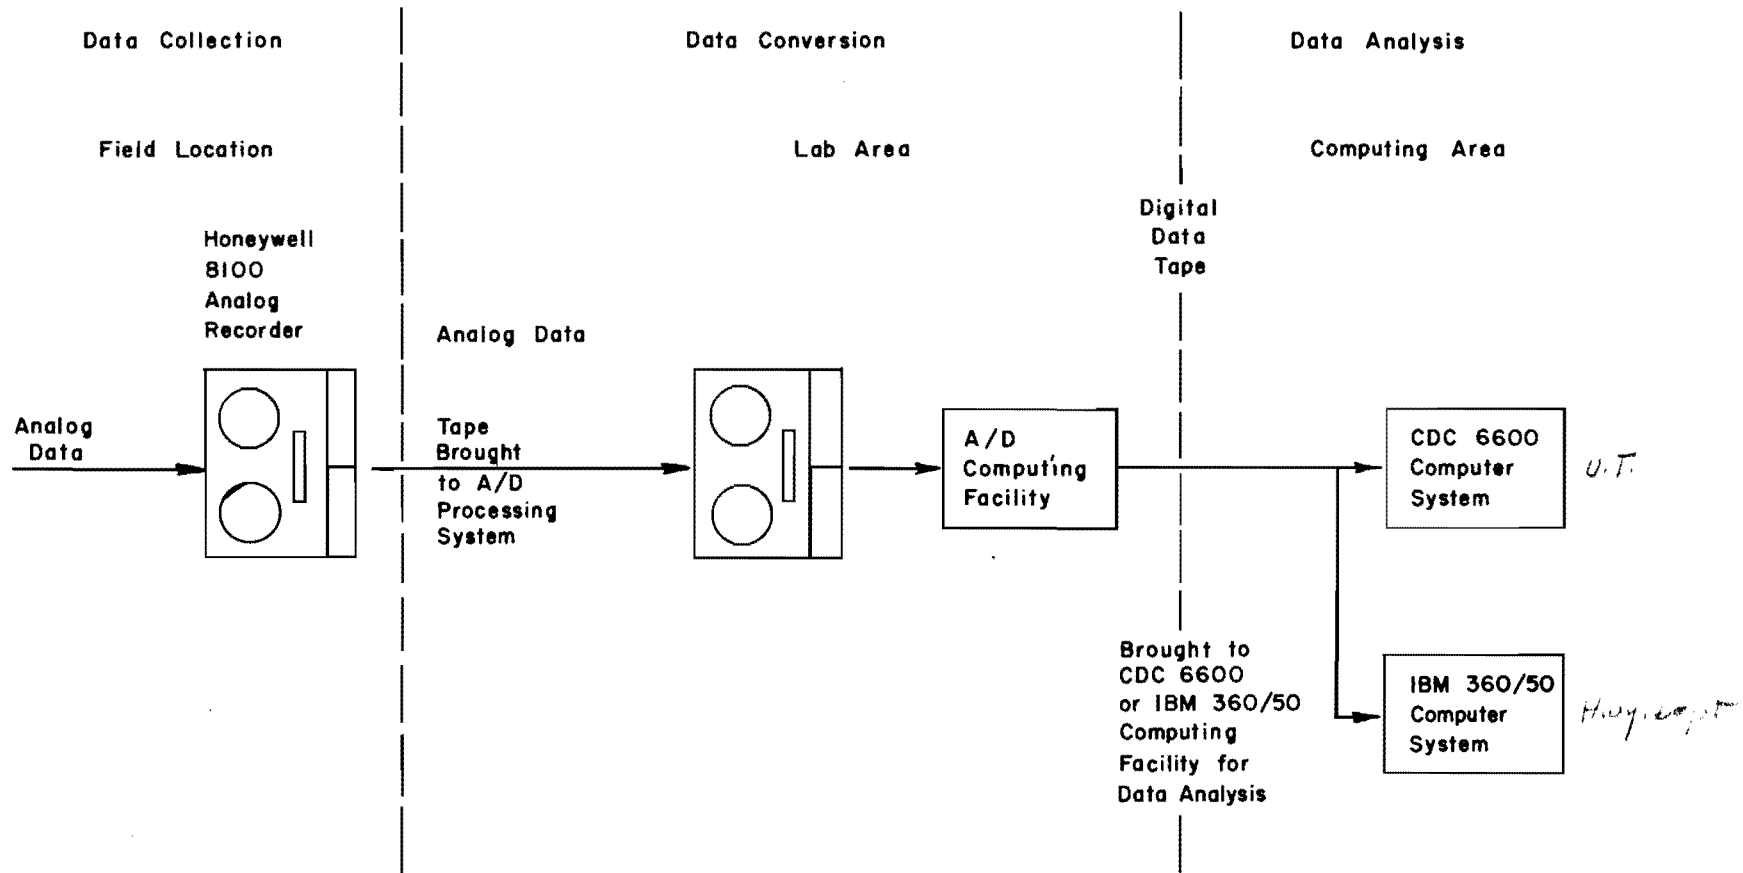 Data Collection
Data Conversion
Data Analysis
Field Location
Lab Area
Computing Area
Honeywell
8100
Analog
Recorder
Digital
Data
Tape
Analog Data
Analog
Data
Tape
Brought
to A/D
Processing
System
A/D
Computing
Facility
CDC 6600
Computer
System
U.T.
Brought to
CDC 6600
or IBM 360/50
Computing
Facility for
Data Analysis
IBM 360/50
Computer
System